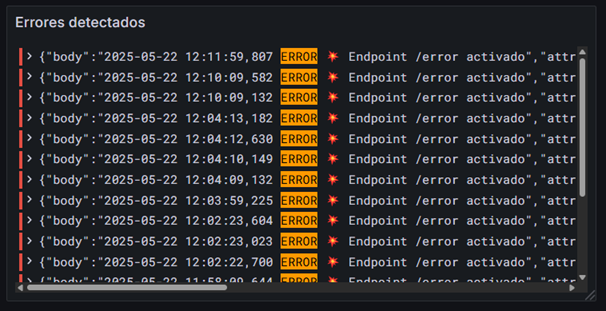 Errores detectados
> {"body":"2025-05-22 12:11:59,807 ERROR 💥 Endpoint /error activado","attr
> {"body":"2025-05-22 12:10:09,582 ERROR 💥 Endpoint /error activado","attr
> {"body":"2025-05-22 12:10:09,132 ERROR 💥 Endpoint /error activado","attr
> {"body":"2025-05-22 12:04:13,182 ERROR 💥 Endpoint /error activado","attr
> {"body":"2025-05-22 12:04:12,630 ERROR 💥 Endpoint /error activado","attr
> {"body":"2025-05-22 12:04:10,149 ERROR 💥 Endpoint /error activado","attr
> {"body":"2025-05-22 12:04:09,132 ERROR 💥 Endpoint /error activado","attr
> {"body":"2025-05-22 12:03:59,225 ERROR 💥 Endpoint /error activado","attr
> {"body":"2025-05-22 12:02:23,604 ERROR 💥 Endpoint /error activado","attr
> {"body":"2025-05-22 12:02:23,023 ERROR 💥 Endpoint /error activado","attr
> {"body":"2025-05-22 12:02:22,700 ERROR 💥 Endpoint /error activado","attr
> {"body":"2025-05-22 11:58:09,644 ERROR 💥 Endpoint /error activado","attr